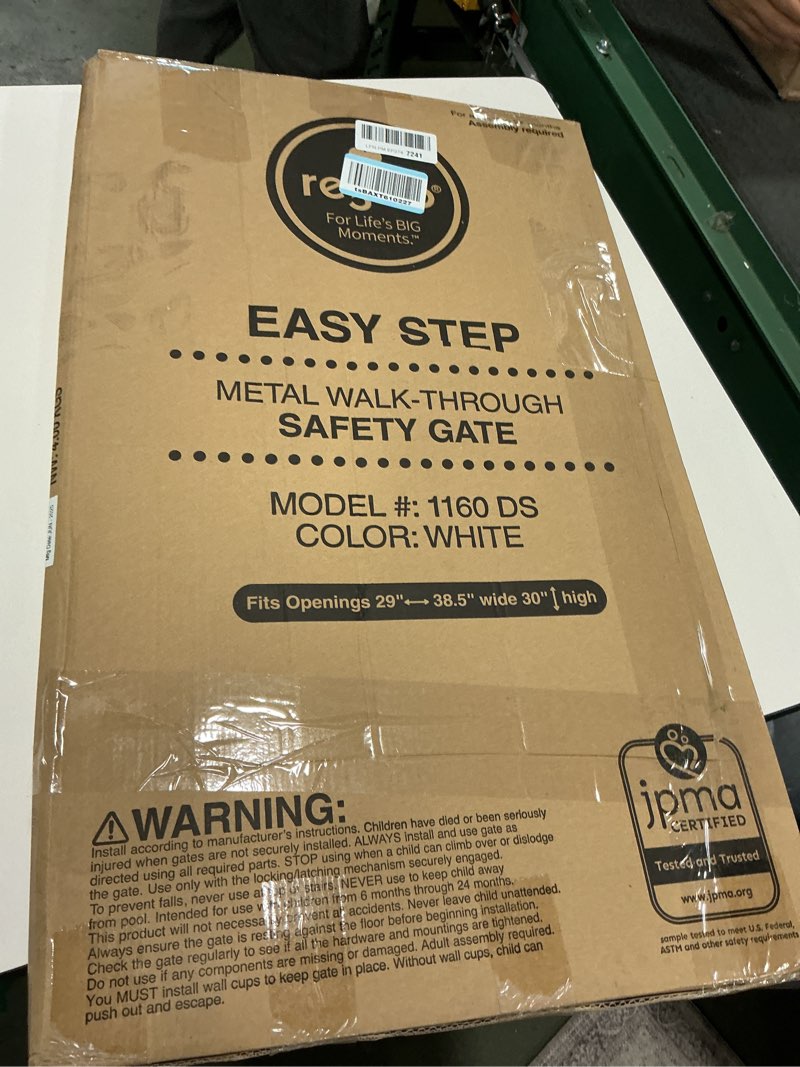 Assembly required
7241
tsBAXT610227
®
For Life's BIG
Moments.™
EASY STEP
METAL WALK-THROUGH
SAFETY GATE
MODEL #: 1160 DS
COLOR: WHITE
Fits Openings 29"↔ 38.5" wide 30"↕ high
⚠ WARNING:
Install according to manufacturer's instructions. Children have died or been seriously
injured when gates are not securely installed. ALWAYS install and use gate as
directed using all required parts. STOP using when a child can climb over or dislodge
the gate. Use only with the locking/latching mechanism securely engaged.
To prevent falls, never use at top of stairs. NEVER use to keep child away
from pool. Intended for use with children from 6 months through 24 months.
This product will not necessarily prevent all accidents. Never leave child unattended.
Always ensure the gate is resting against the floor before beginning installation.
Check the gate regularly to see if all the hardware and mountings are tightened.
Do not use if any components are missing or damaged. Adult assembly required.
You MUST install wall cups to keep gate in place. Without wall cups, child can
push out and escape.
jpma
CERTIFIED
Tested and Trusted
www.jpma.org
sample tested to meet U.S. Federal,
ASTM and other safety requirements